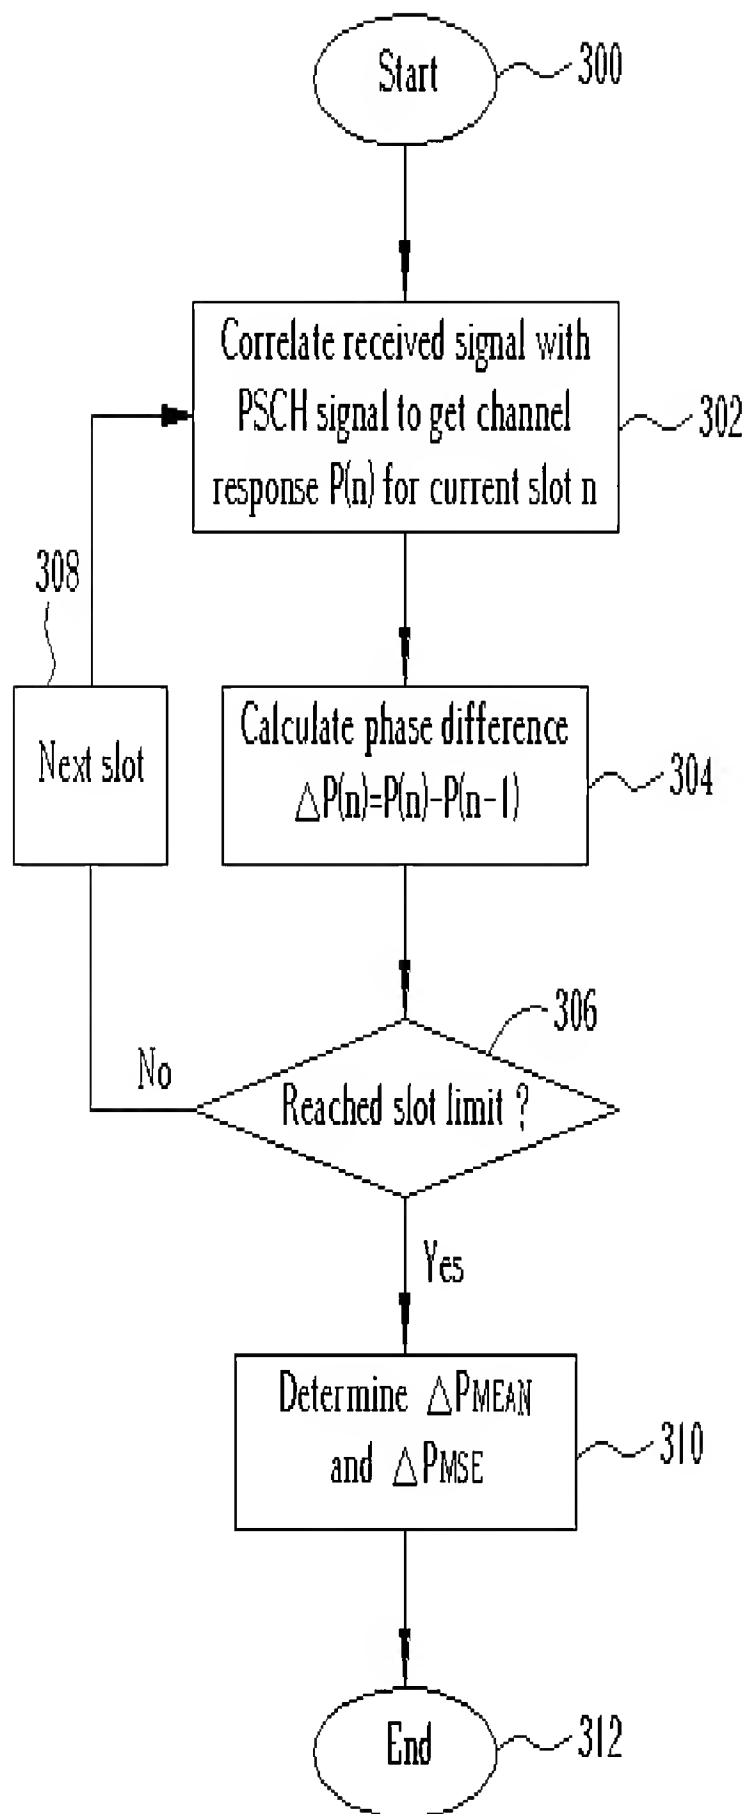 Start
300
Correlate received signal with
PSCH signal to get channel
response P(n) for current slot n
302
308
Next slot
Calculate phase difference
△P(n)=P(n)-P(n-1)
304
306
No
Reached slot limit ?
Yes
Determine △PMEAN
and △PMSE
310
End
312